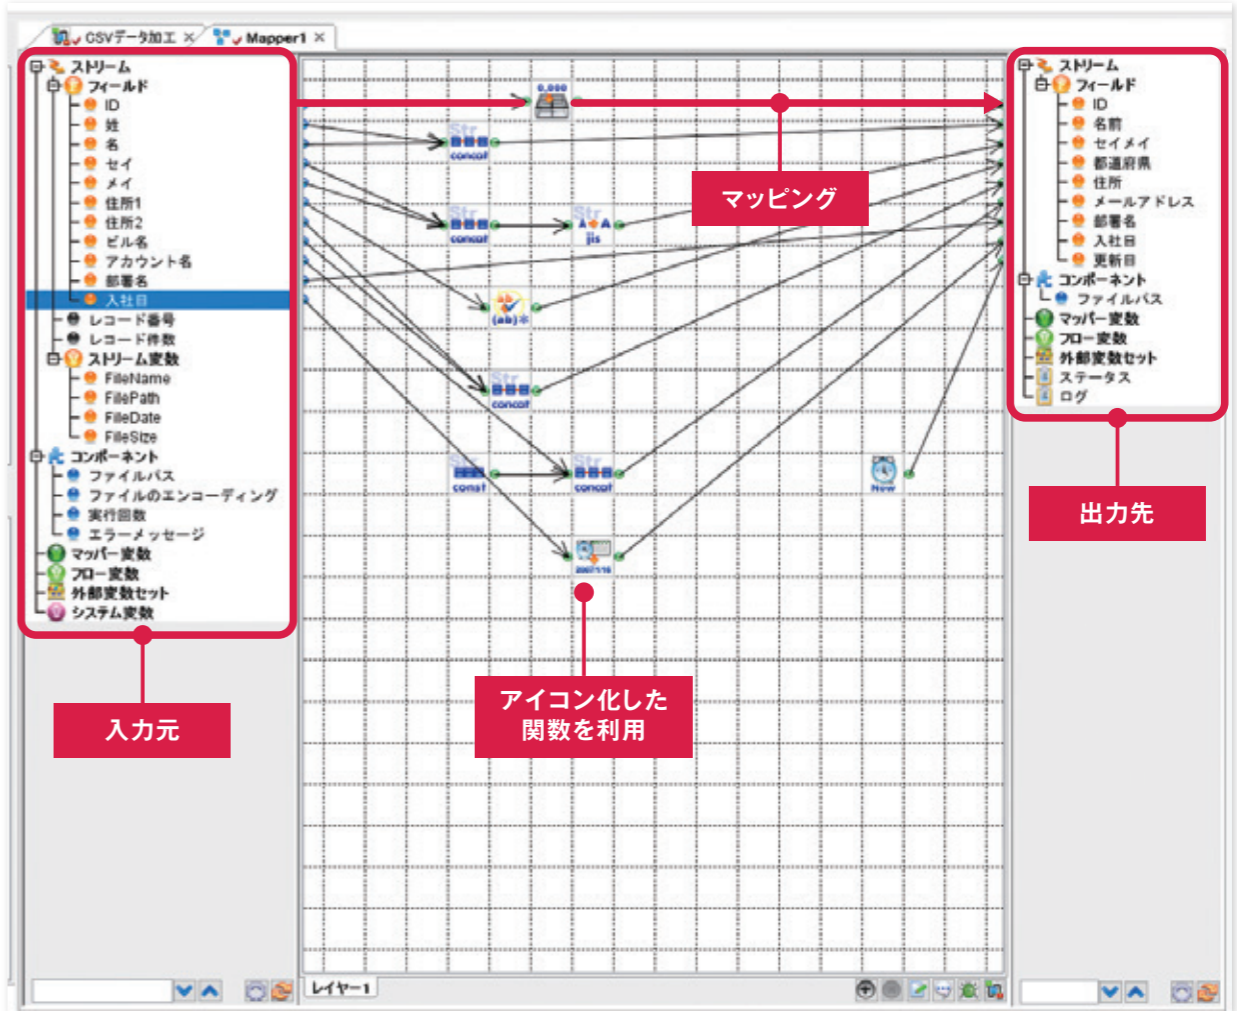 CSVデータ加工
Mapper1
ストリーム
フィールド
ID
姓
名
セイ
メイ
住所1
住所2
ビル名
アカウント名
部署名
入社日
レコード番号
レコード件数
ストリーム変数
FileName
FilePath
FileDate
FileSize
コンポーネント
ファイルパス
ファイルのエンコーディング
実行回数
エラーメッセージ
マッパー変数
フロー変数
外部変数セット
システム変数
入力元
0,000
Str
concat
Str
concat
Str
A A
jis
(ab)*
Str
concat
Str
const
Str
concat
Now
2007/1/16
マッピング
アイコン化した
関数を利用
レイヤー1
ストリーム
フィールド
ID
名前
セイメイ
都道府県
住所
メールアドレス
部署名
入社日
更新日
コンポーネント
ファイルパス
マッパー変数
フロー変数
外部変数セット
ステータス
ログ
出力先